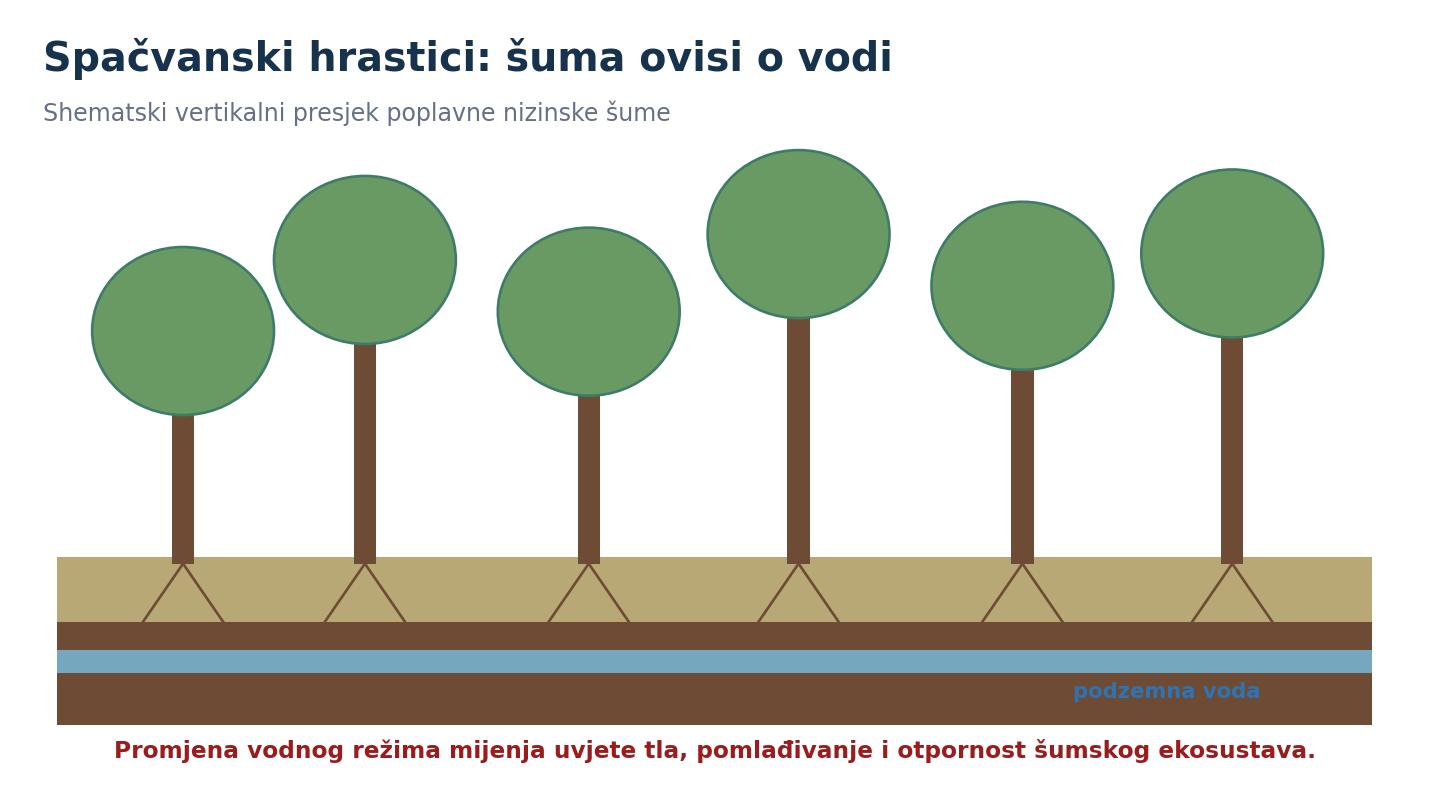 Spačvanski hrastici: šuma ovisi o vodi
Shematski vertikalni presjek poplavne nizinske šume
podzemna voda
Promjena vodnog režima mijenja uvjete tla, pomlađivanje i otpornost šumskog ekosustava.